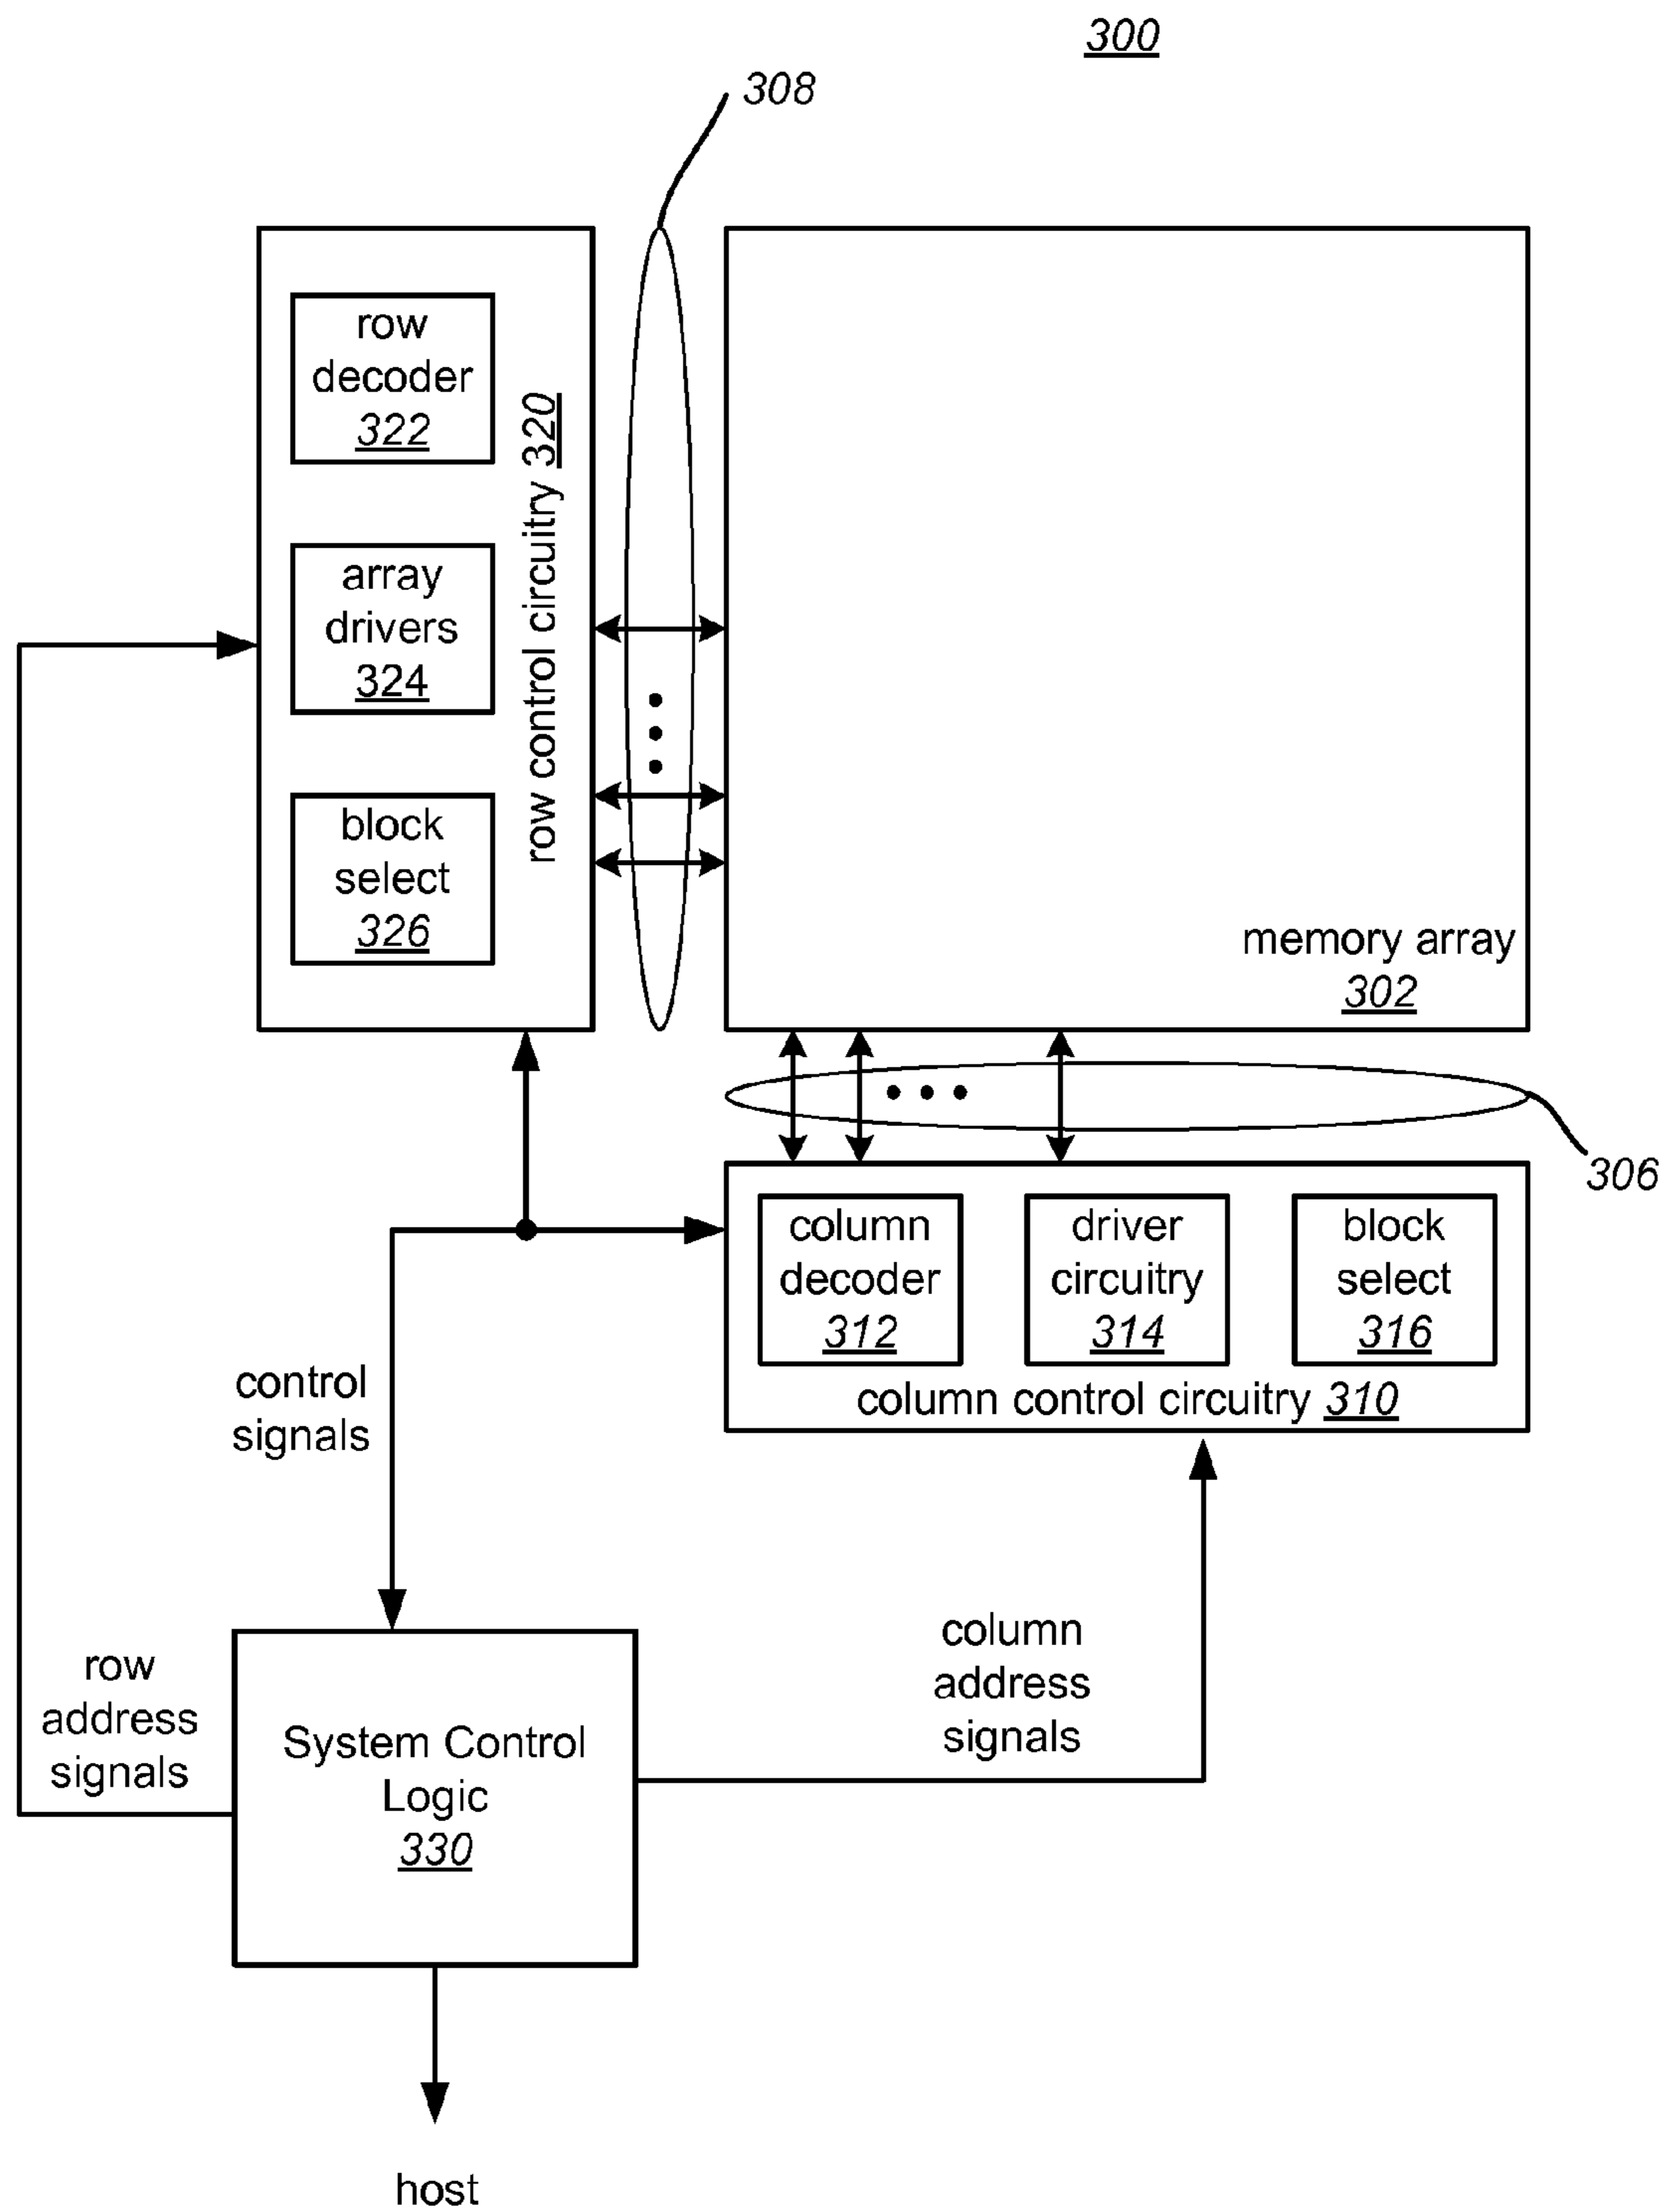 300
308
row
decoder
322
array
drivers
324
block
select
326
row control circuitry 320
memory array
302
306
column
decoder
312
driver
circuitry
314
block
select
316
column control circuitry 310
control
signals
row
address
signals
System Control
Logic
330
column
address
signals
host